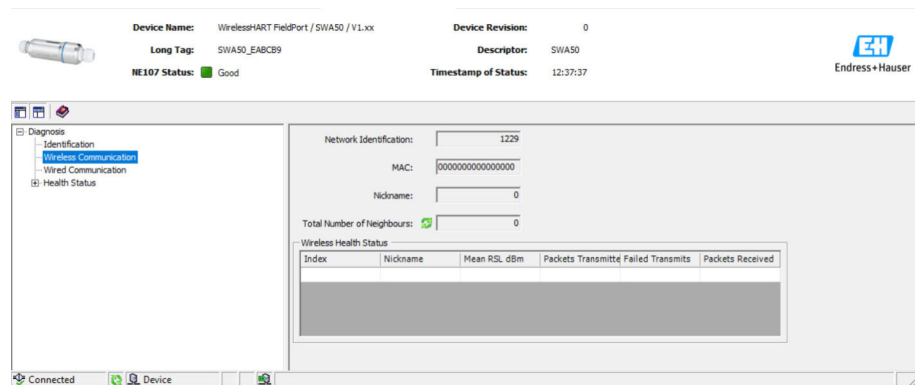 Device Name: WirelessHART FieldPort / SWA50 / V1.xx Device Revision: 0
Long Tag: SWA50_EABCB9 Descriptor: SWA50
NE107 Status: Good Timestamp of Status: 12:37:37
EH
Endress+Hauser
Diagnosis
Identification
Wireless Communication
Wired Communication
Health Status
Network Identification: 1229
MAC: 0000000000000000
Nickname: 0
Total Number of Neighbours: 0
Wireless Health Status
Index Nickname Mean RSL dBm Packets Transmitte Failed Transmits Packets Received
Connected Device